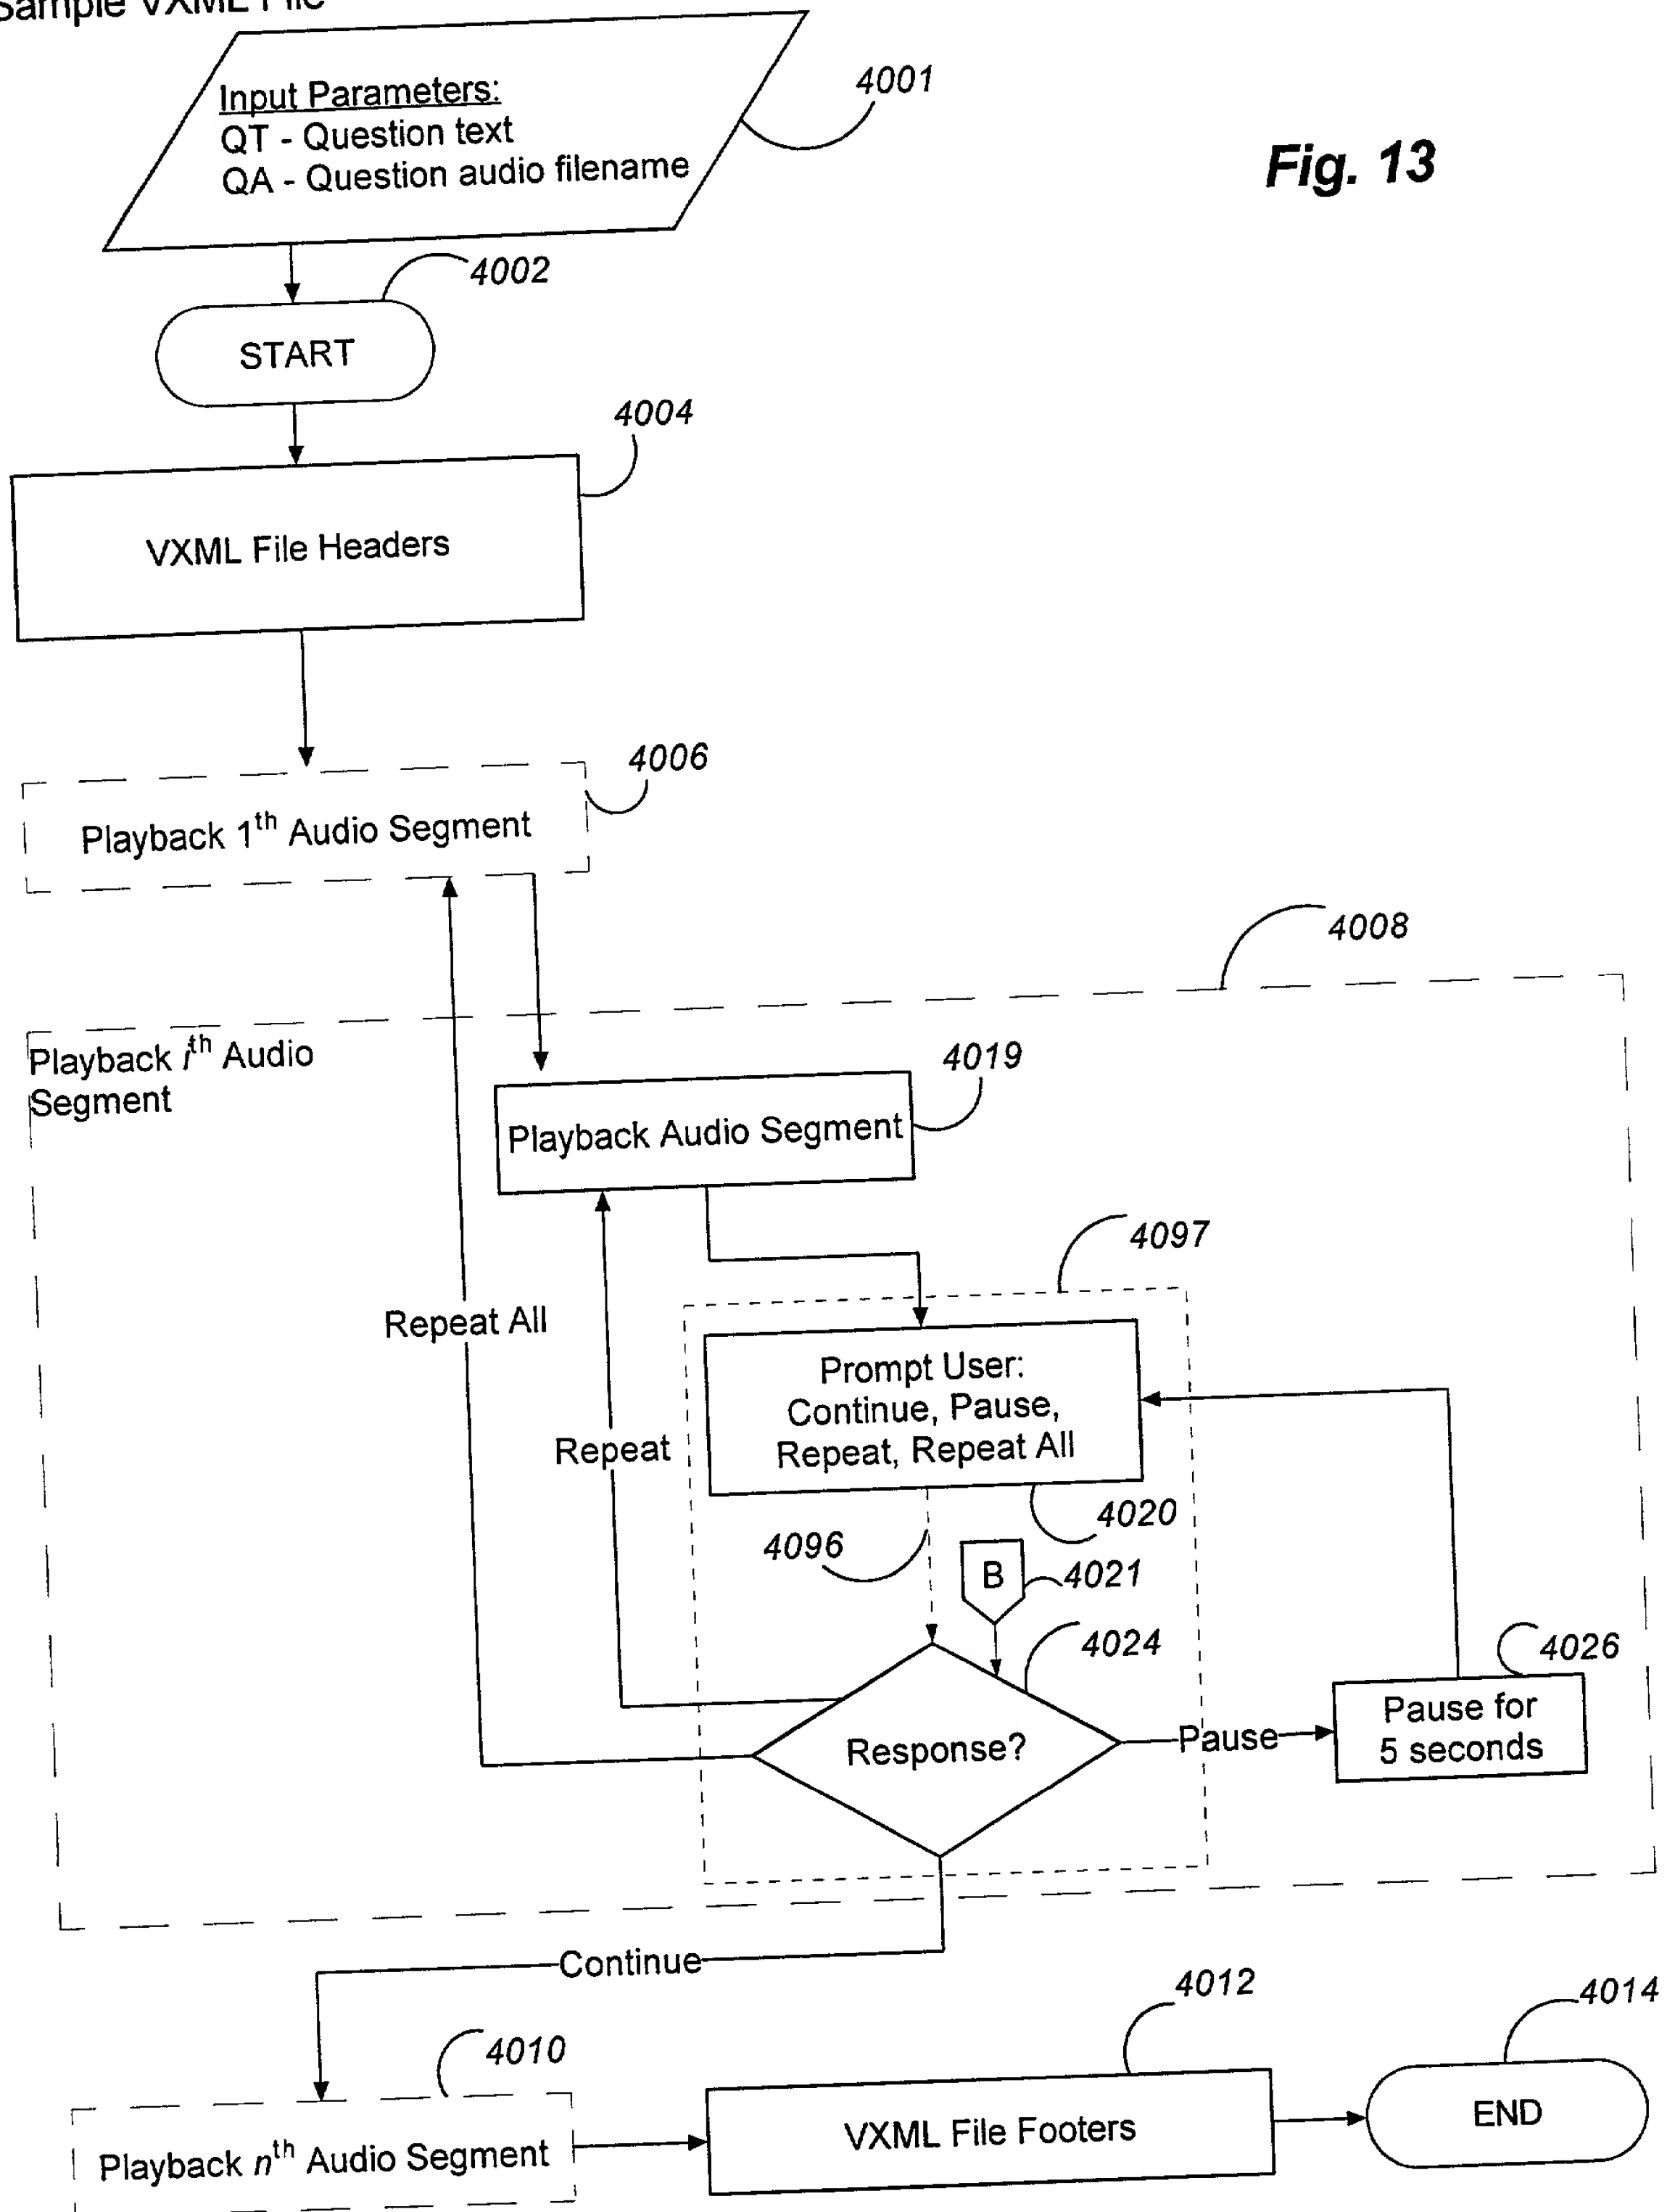 Sample VXML File
Input Parameters:
QT - Question text
QA - Question audio filename
4001
Fig. 13
4002
START
4004
VXML File Headers
4006
Playback 1th Audio Segment
4008
Playback ith Audio
Segment
4019
Playback Audio Segment
4097
Repeat All
Prompt User:
Continue, Pause,
Repeat, Repeat All
Repeat
4020
4096
B
4021
4024
4026
Response?
Pause
Pause for
5 seconds
Continue
4012
4014
4010
Playback nth Audio Segment
VXML File Footers
END